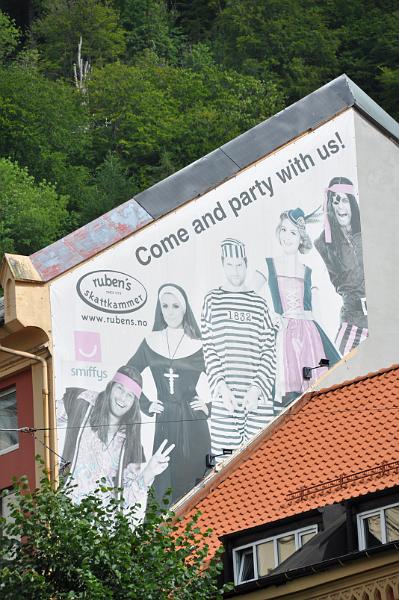 Come and party with us!
ruben's
skattkammer
www.rubens.no
smiffys
1832